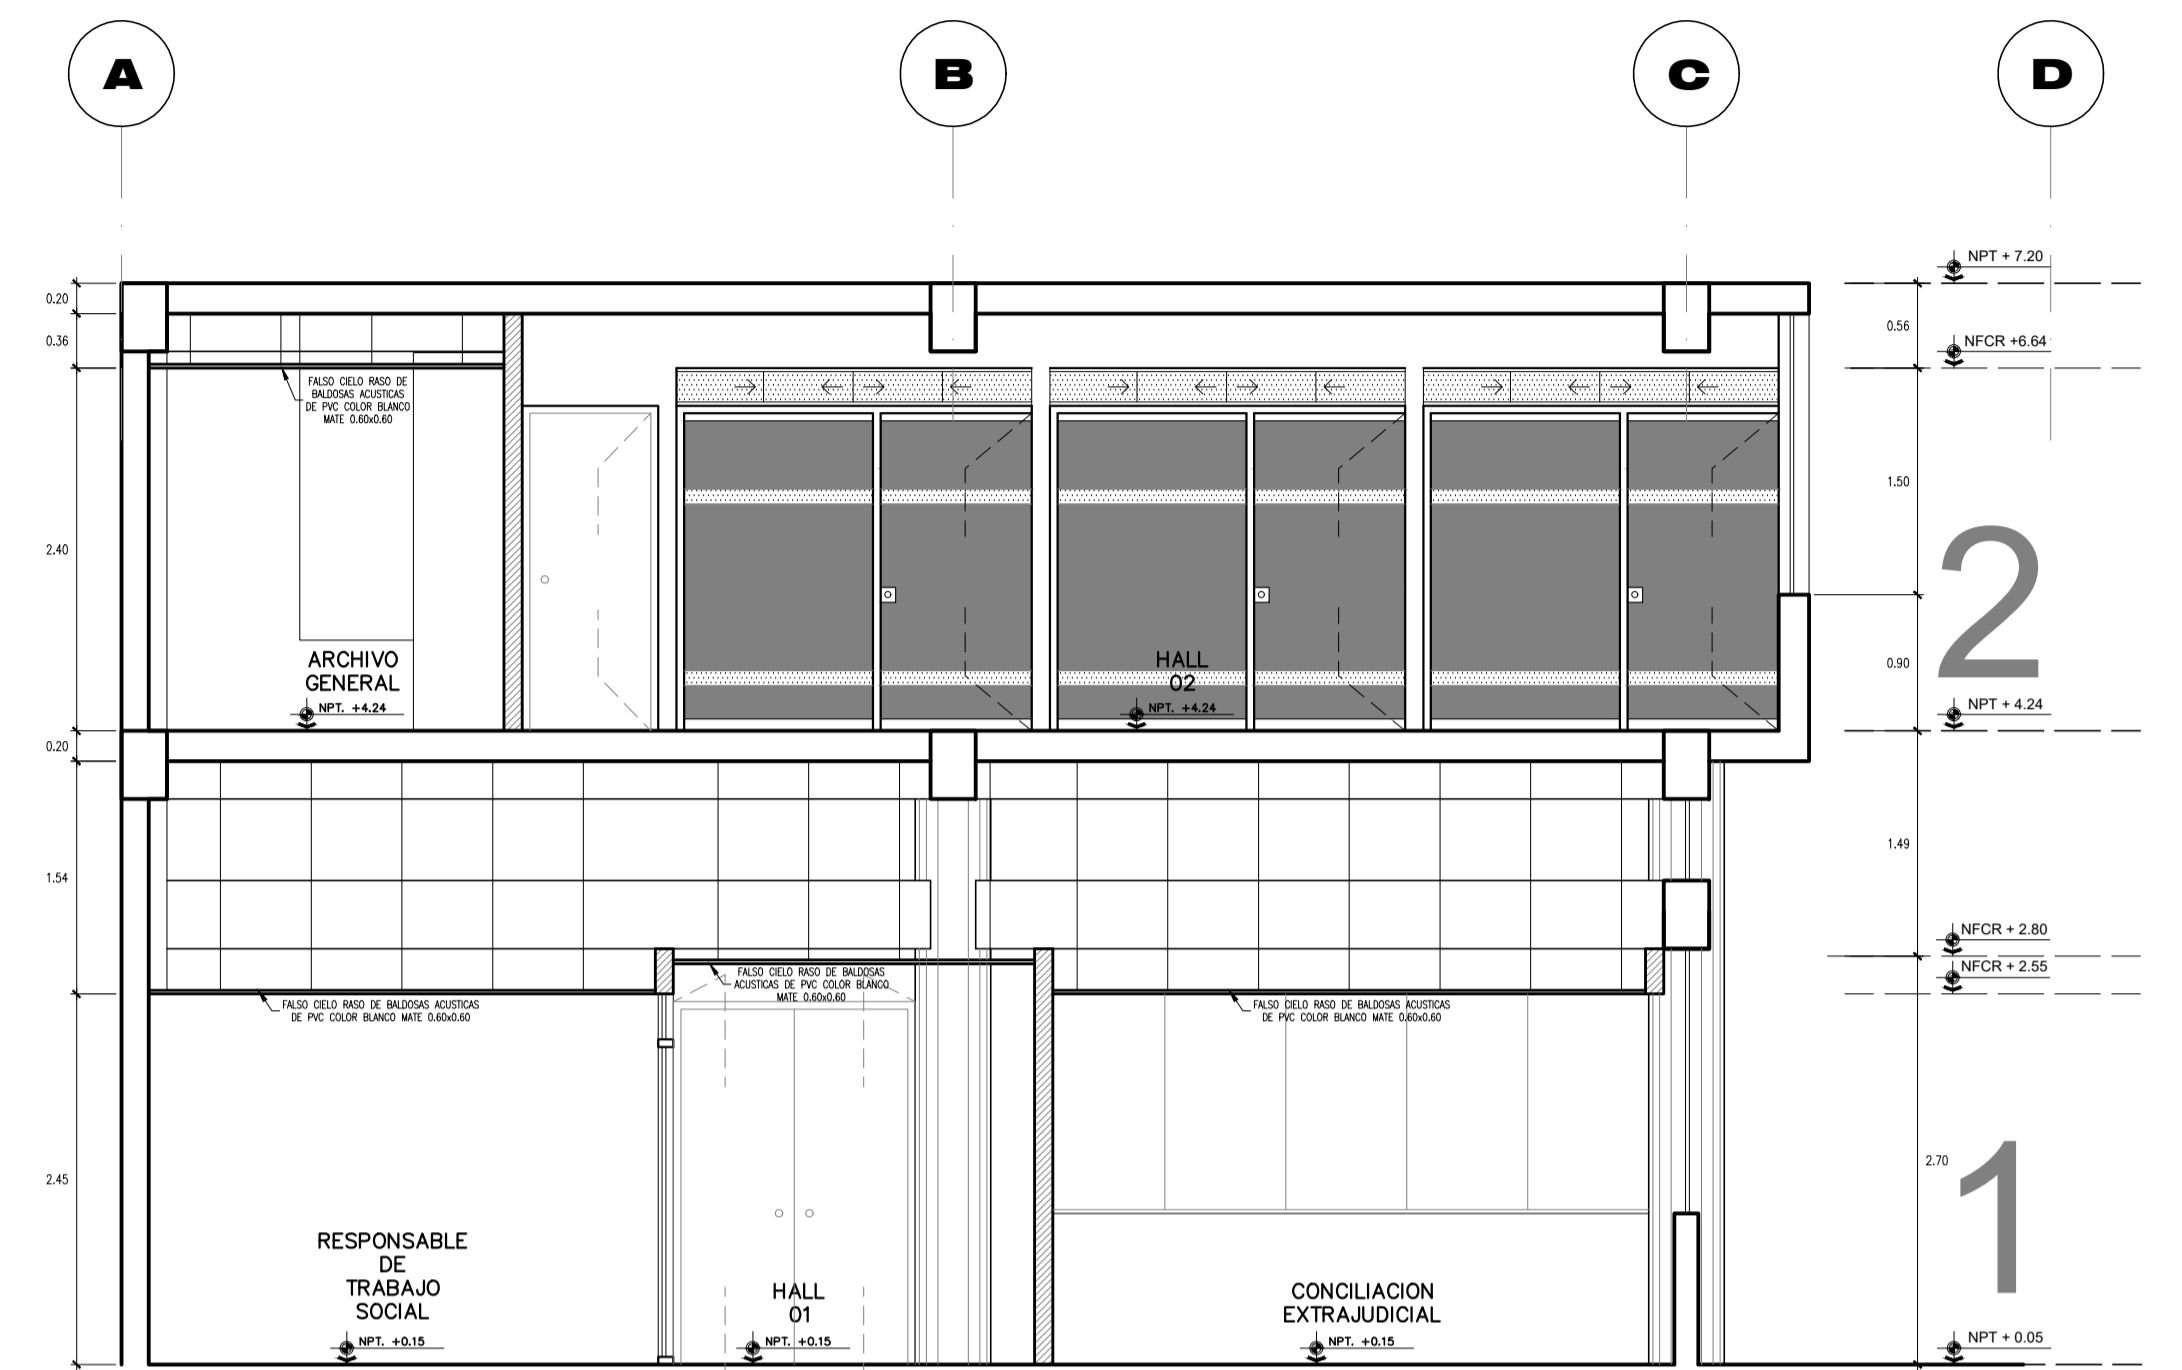 A
B
C
D
NPT + 7.20
0.20
0.56
0.36
NFCR +6.64
FALSO CIELO RASO DE
BALDOSAS ACUSTICAS
DE PVC COLOR BLANCO
MATE 0.60x0.60
1.50
2.40
2
ARCHIVO
GENERAL
NPT. +4.24
HALL
02
NPT. +4.24
0.90
NPT + 4.24
0.20
1.49
1.54
NFCR + 2.80
NFCR + 2.55
FALSO CIELO RASO DE BALDOSAS
ACUSTICAS DE PVC COLOR BLANCO
MATE 0.60x0.60
FALSO CIELO RASO DE BALDOSAS ACUSTICAS
DE PVC COLOR BLANCO MATE 0.60x0.60
FALSO CIELO RASO DE BALDOSAS ACUSTICAS
DE PVC COLOR BLANCO MATE 0.60x0.60
2.45
2.70
1
RESPONSABLE
DE
TRABAJO
SOCIAL
NPT. +0.15
HALL
01
NPT. +0.15
CONCILIACION
EXTRAJUDICIAL
NPT. +0.15
NPT + 0.05